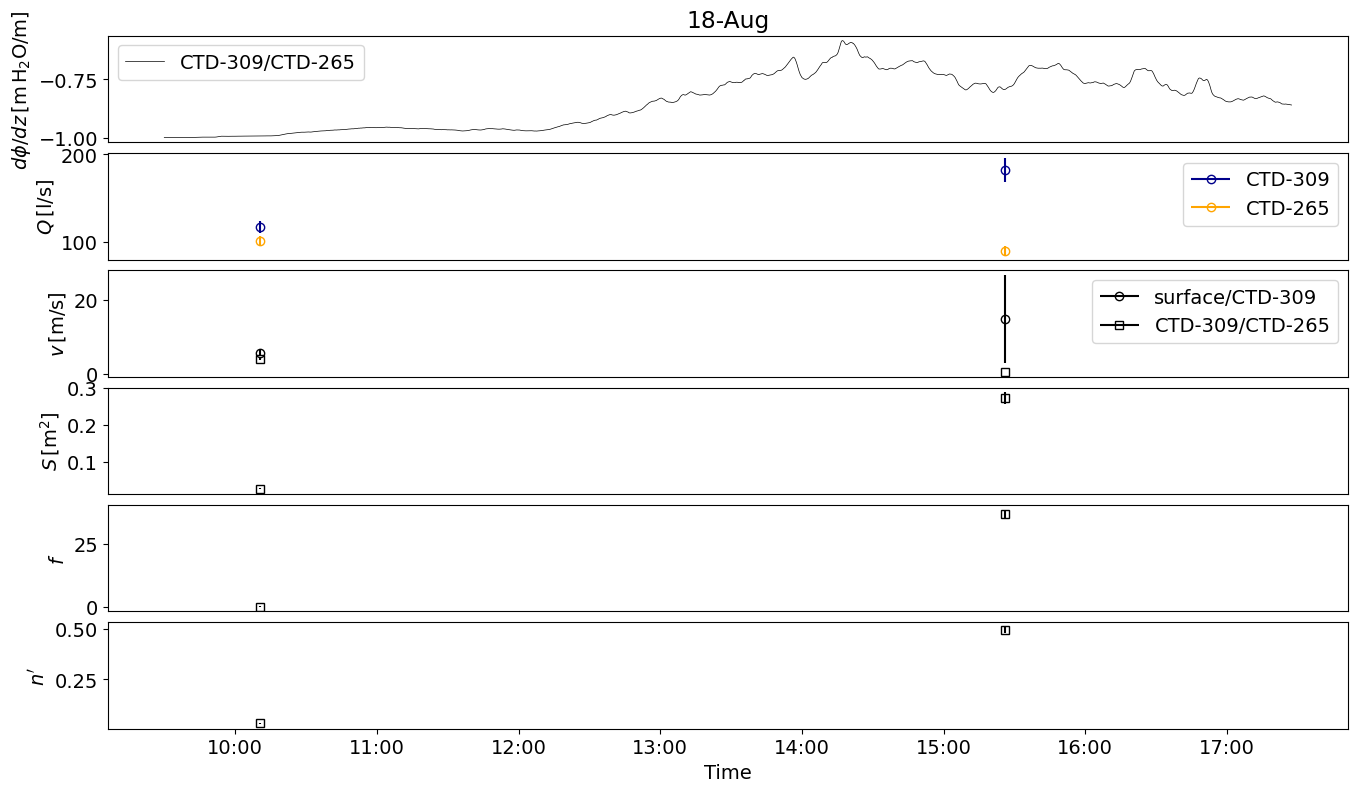 18-Aug
dϕ/dz [m H₂O/m]
−0.75
−1.00
CTD-309/CTD-265
Q [l/s]
200
100
CTD-309
CTD-265
v [m/s]
20
0
surface/CTD-309
CTD-309/CTD-265
S [m²]
0.3
0.2
0.1
f
25
0
n′
0.50
0.25
10:00 11:00 12:00 13:00 14:00 15:00 16:00 17:00
Time